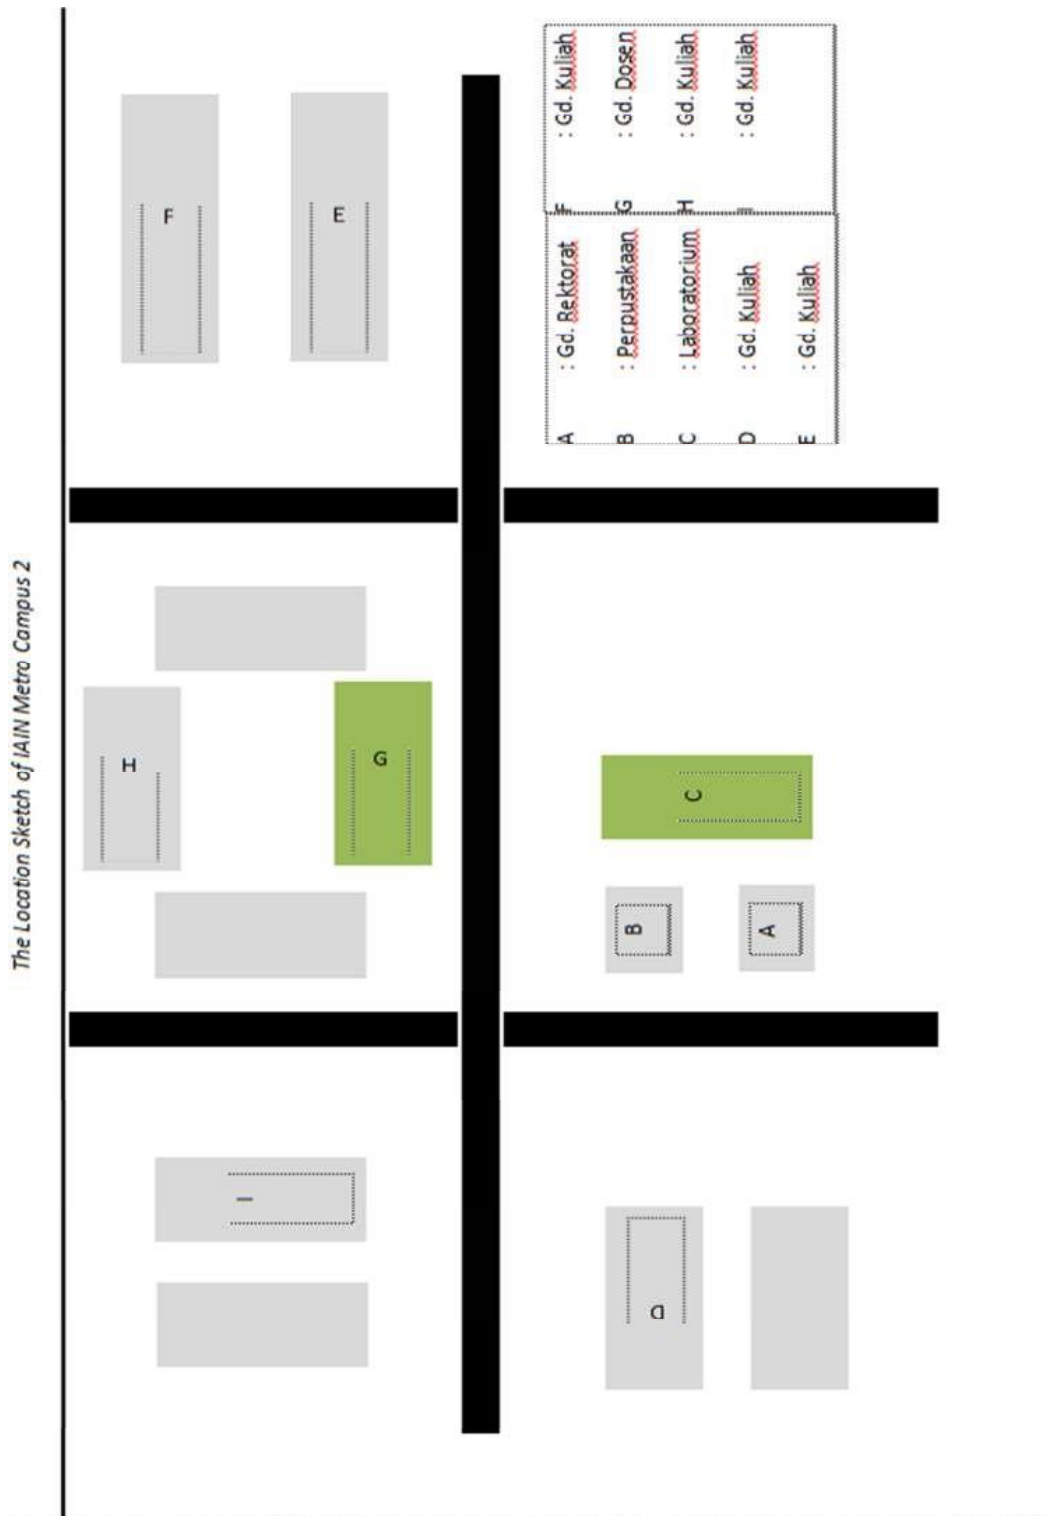 The Location Sketch of IAIN Metro Campus 2
F
E
H
G
I
C
B
A
D
A : Gd. Rektorat
B : Perpustakaan
C : Laboratorium
D : Gd. Kuliah
E : Gd. Kuliah
F : Gd. Kuliah
G : Gd. Dosen
H : Gd. Kuliah
I : Gd. Kuliah